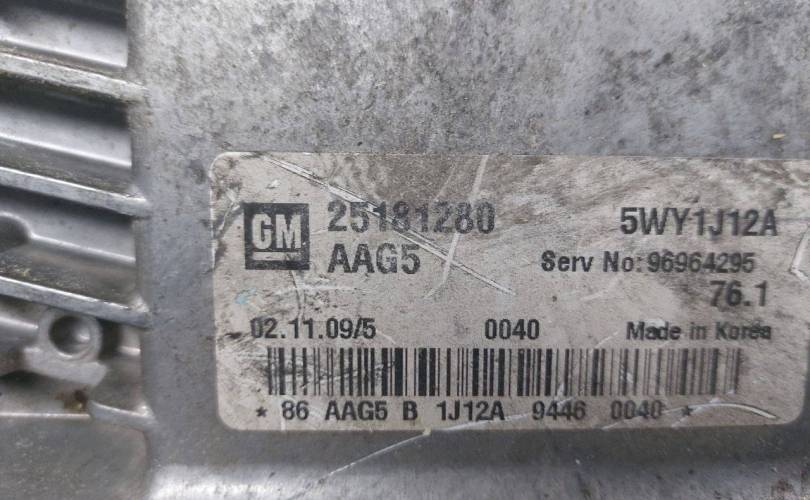 GM 25181280 5WY1J12A
AAG5 Serv No: 96964295
76.1
02.11.09/5 0040 Made in Korea
* 86 AAG5 B 1J12A 9446 0040 *